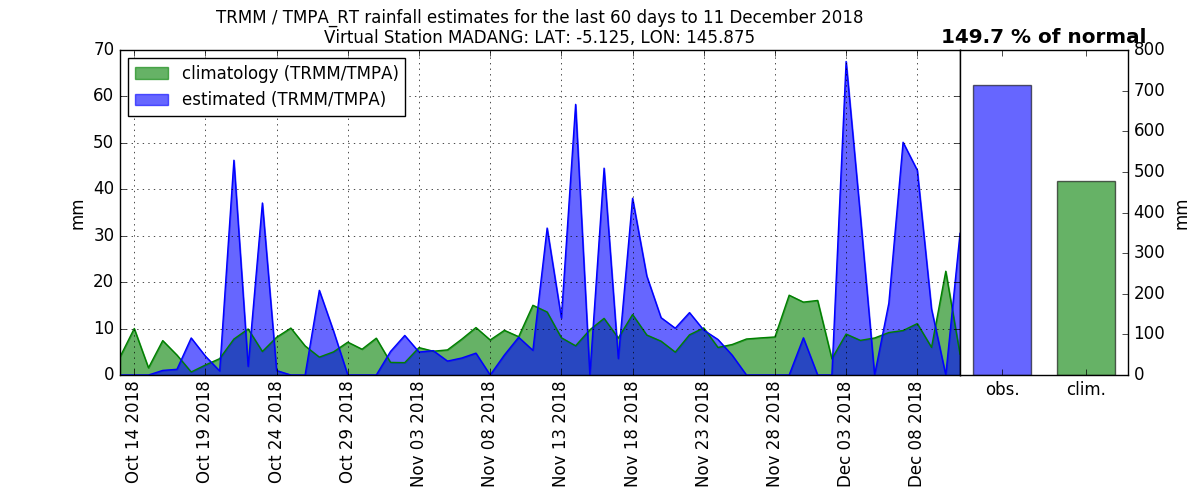 TRMM / TMPA_RT rainfall estimates for the last 60 days to 11 December 2018
Virtual Station MADANG: LAT: -5.125, LON: 145.875
149.7 % of normal
climatology (TRMM/TMPA)
estimated (TRMM/TMPA)
mm
70
60
50
40
30
20
10
0
Oct 14 2018
Oct 19 2018
Oct 24 2018
Oct 29 2018
Nov 03 2018
Nov 08 2018
Nov 13 2018
Nov 18 2018
Nov 23 2018
Nov 28 2018
Dec 03 2018
Dec 08 2018
obs.
clim.
800
700
600
500
400
300
200
100
0
mm